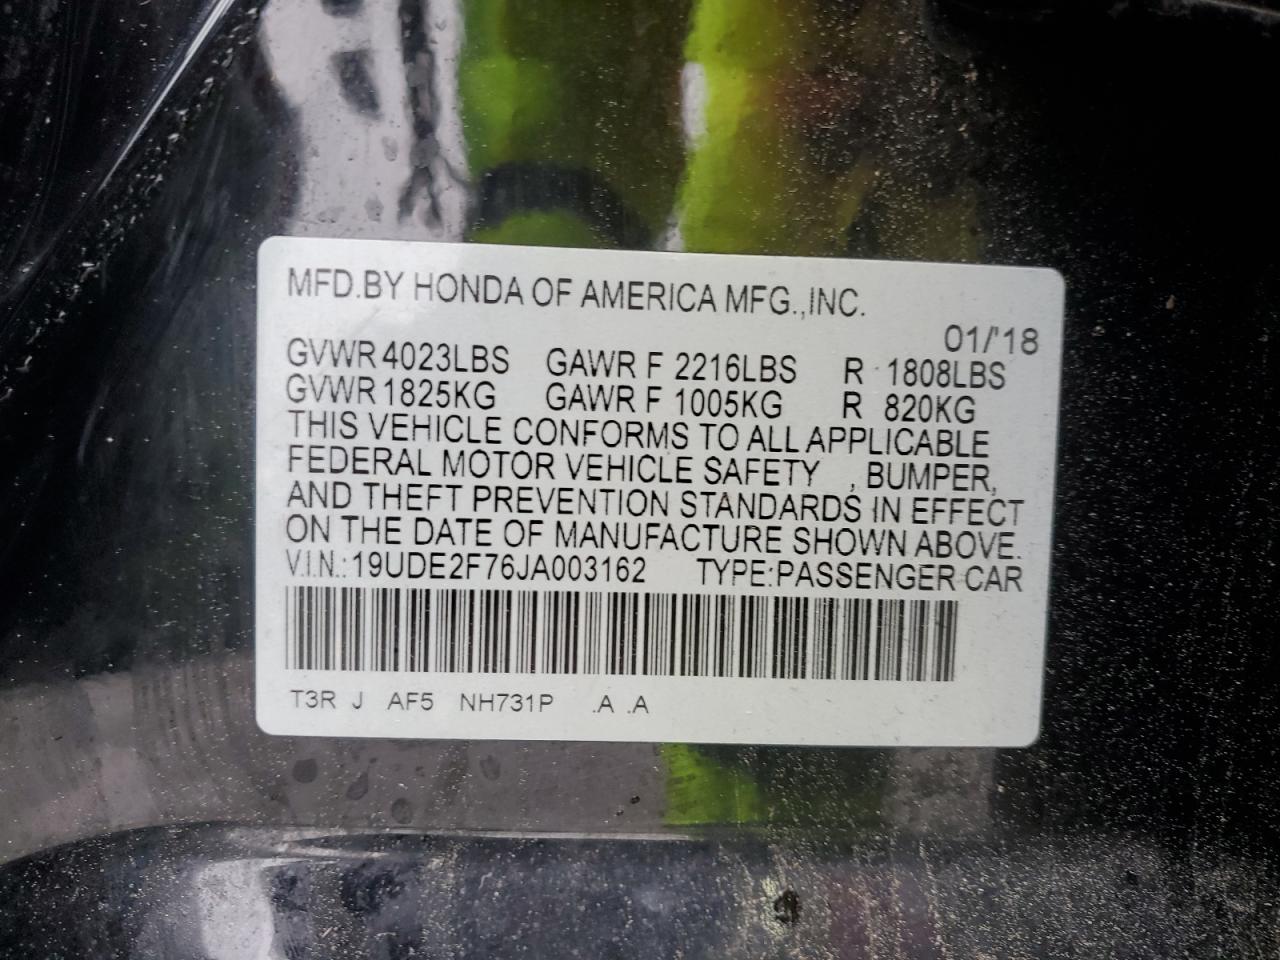 MFD.BY HONDA OF AMERICA MFG.,INC.
01/'18
GVWR 4023LBS GAWR F 2216LBS R 1808LBS
GVWR 1825KG GAWR F 1005KG R 820KG
THIS VEHICLE CONFORMS TO ALL APPLICABLE
FEDERAL MOTOR VEHICLE SAFETY , BUMPER,
AND THEFT PREVENTION STANDARDS IN EFFECT
ON THE DATE OF MANUFACTURE SHOWN ABOVE.
V.I.N.: 19UDE2F76JA003162 TYPE:PASSENGER CAR
T3R J AF5 NH731P .A .A